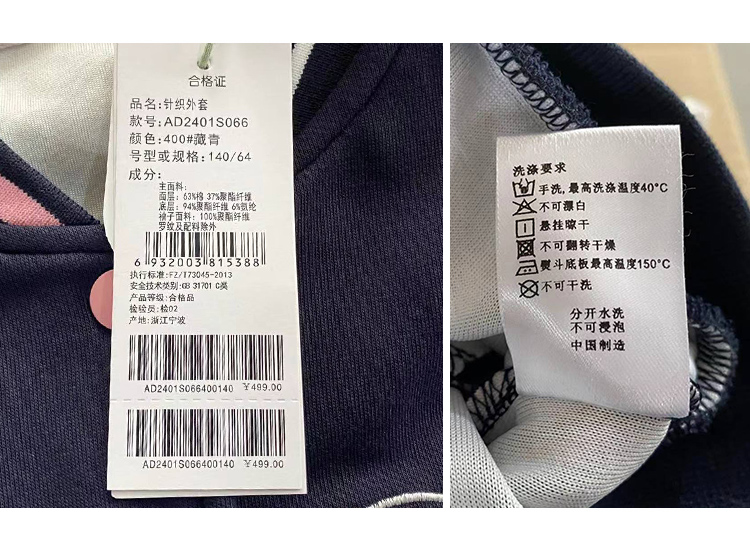 合格证
品名:针织外套
款号:AD2401S066
颜色:400#藏青
号型或规格:140/64
成分:
主面料:
面层:63%棉 37%聚酯纤维
底层:94%聚酯纤维 6%氨纶
袖子面料:100%聚酯纤维
罗纹及配料除外
6 932003 815388
执行标准:FZ/T73045-2013
安全技术类别:GB 31701 C类
产品等级:合格品
检验员:检02
产地:浙江宁波
AD2401S066400140 ¥499.00
AD2401S066400140 ¥499.00
洗涤要求
手洗,最高洗涤温度40°C
不可漂白
悬挂晾干
不可翻转干燥
熨斗底板最高温度150°C
不可干洗
分开水洗
不可浸泡
中国制造